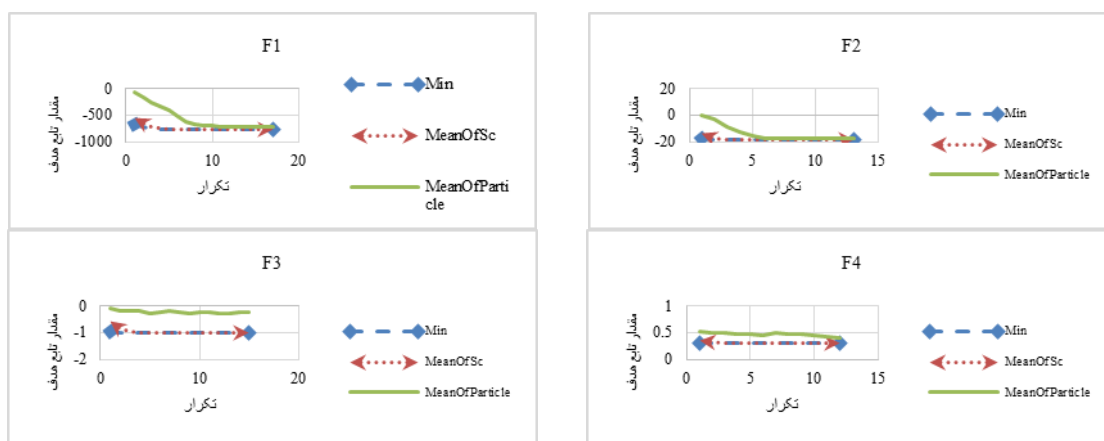 F1
مقدار تابع هدف
0
-500
-1000
0
10
20
تکرار
Min
MeanOfSc
MeanOfParti
cle
F2
مقدار تابع هدف
20
0
-20
0
5
10
15
تکرار
Min
MeanOfSc
MeanOfParticle
F3
مقدار تابع هدف
0
-1
-2
0
10
20
تکرار
Min
MeanOfSc
MeanOfParticle
F4
مقدار تابع هدف
1
0.5
0
0
5
10
15
تکرار
Min
MeanOfSc
MeanOfParticle